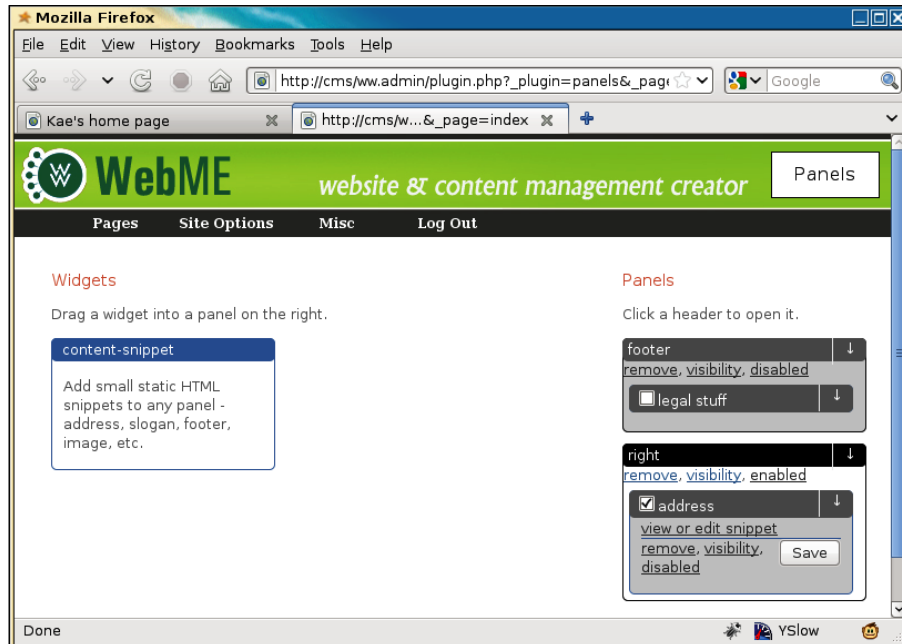 Mozilla Firefox
File Edit View History Bookmarks Tools Help
http://cms/ww.admin/plugin.php?_plugin=panels&_page
Google
Kae's home page
http://cms/w...&_page=index
W
WebME
website & content management creator
Panels
Pages Site Options Misc Log Out
Widgets
Drag a widget into a panel on the right.
content-snippet
Add small static HTML
snippets to any panel -
address, slogan, footer,
image, etc.
Panels
Click a header to open it.
footer ↓
remove, visibility, disabled
legal stuff ↓
right ↓
remove, visibility, enabled
address ↓
view or edit snippet
remove, visibility,
disabled
Save
Done
YSlow